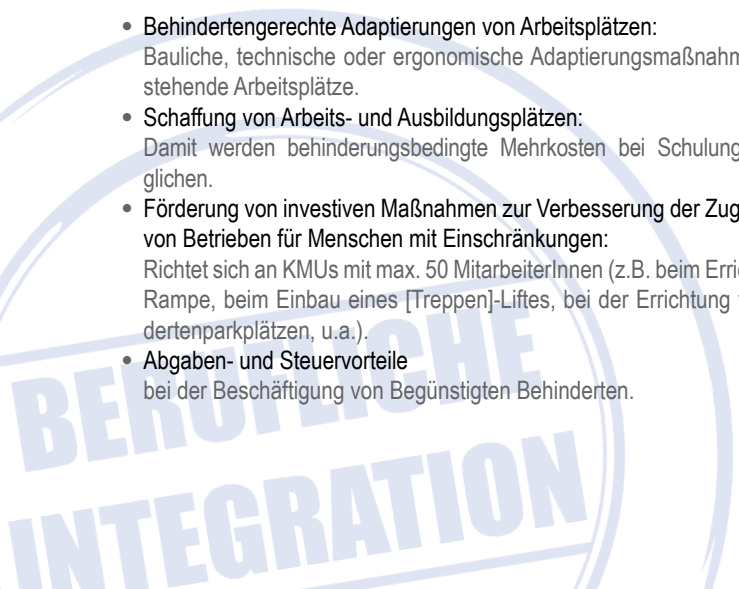 • Behindertengerechte Adaptierungen von Arbeitsplätzen:
Bauliche, technische oder ergonomische Adaptierungsmaßnahm
stehende Arbeitsplätze.
• Schaffung von Arbeits- und Ausbildungsplätzen:
Damit werden behinderungsbedingte Mehrkosten bei Schulung
glichen.
• Förderung von investiven Maßnahmen zur Verbesserung der Zug
von Betrieben für Menschen mit Einschränkungen:
Richtet sich an KMUs mit max. 50 MitarbeiterInnen (z.B. beim Erric
Rampe, beim Einbau eines [Treppen]-Liftes, bei der Errichtung
dertenparkplätzen, u.a.).
• Abgaben- und Steuervorteile
bei der Beschäftigung von Begünstigten Behinderten.
BERUFLICHE
INTEGRATION